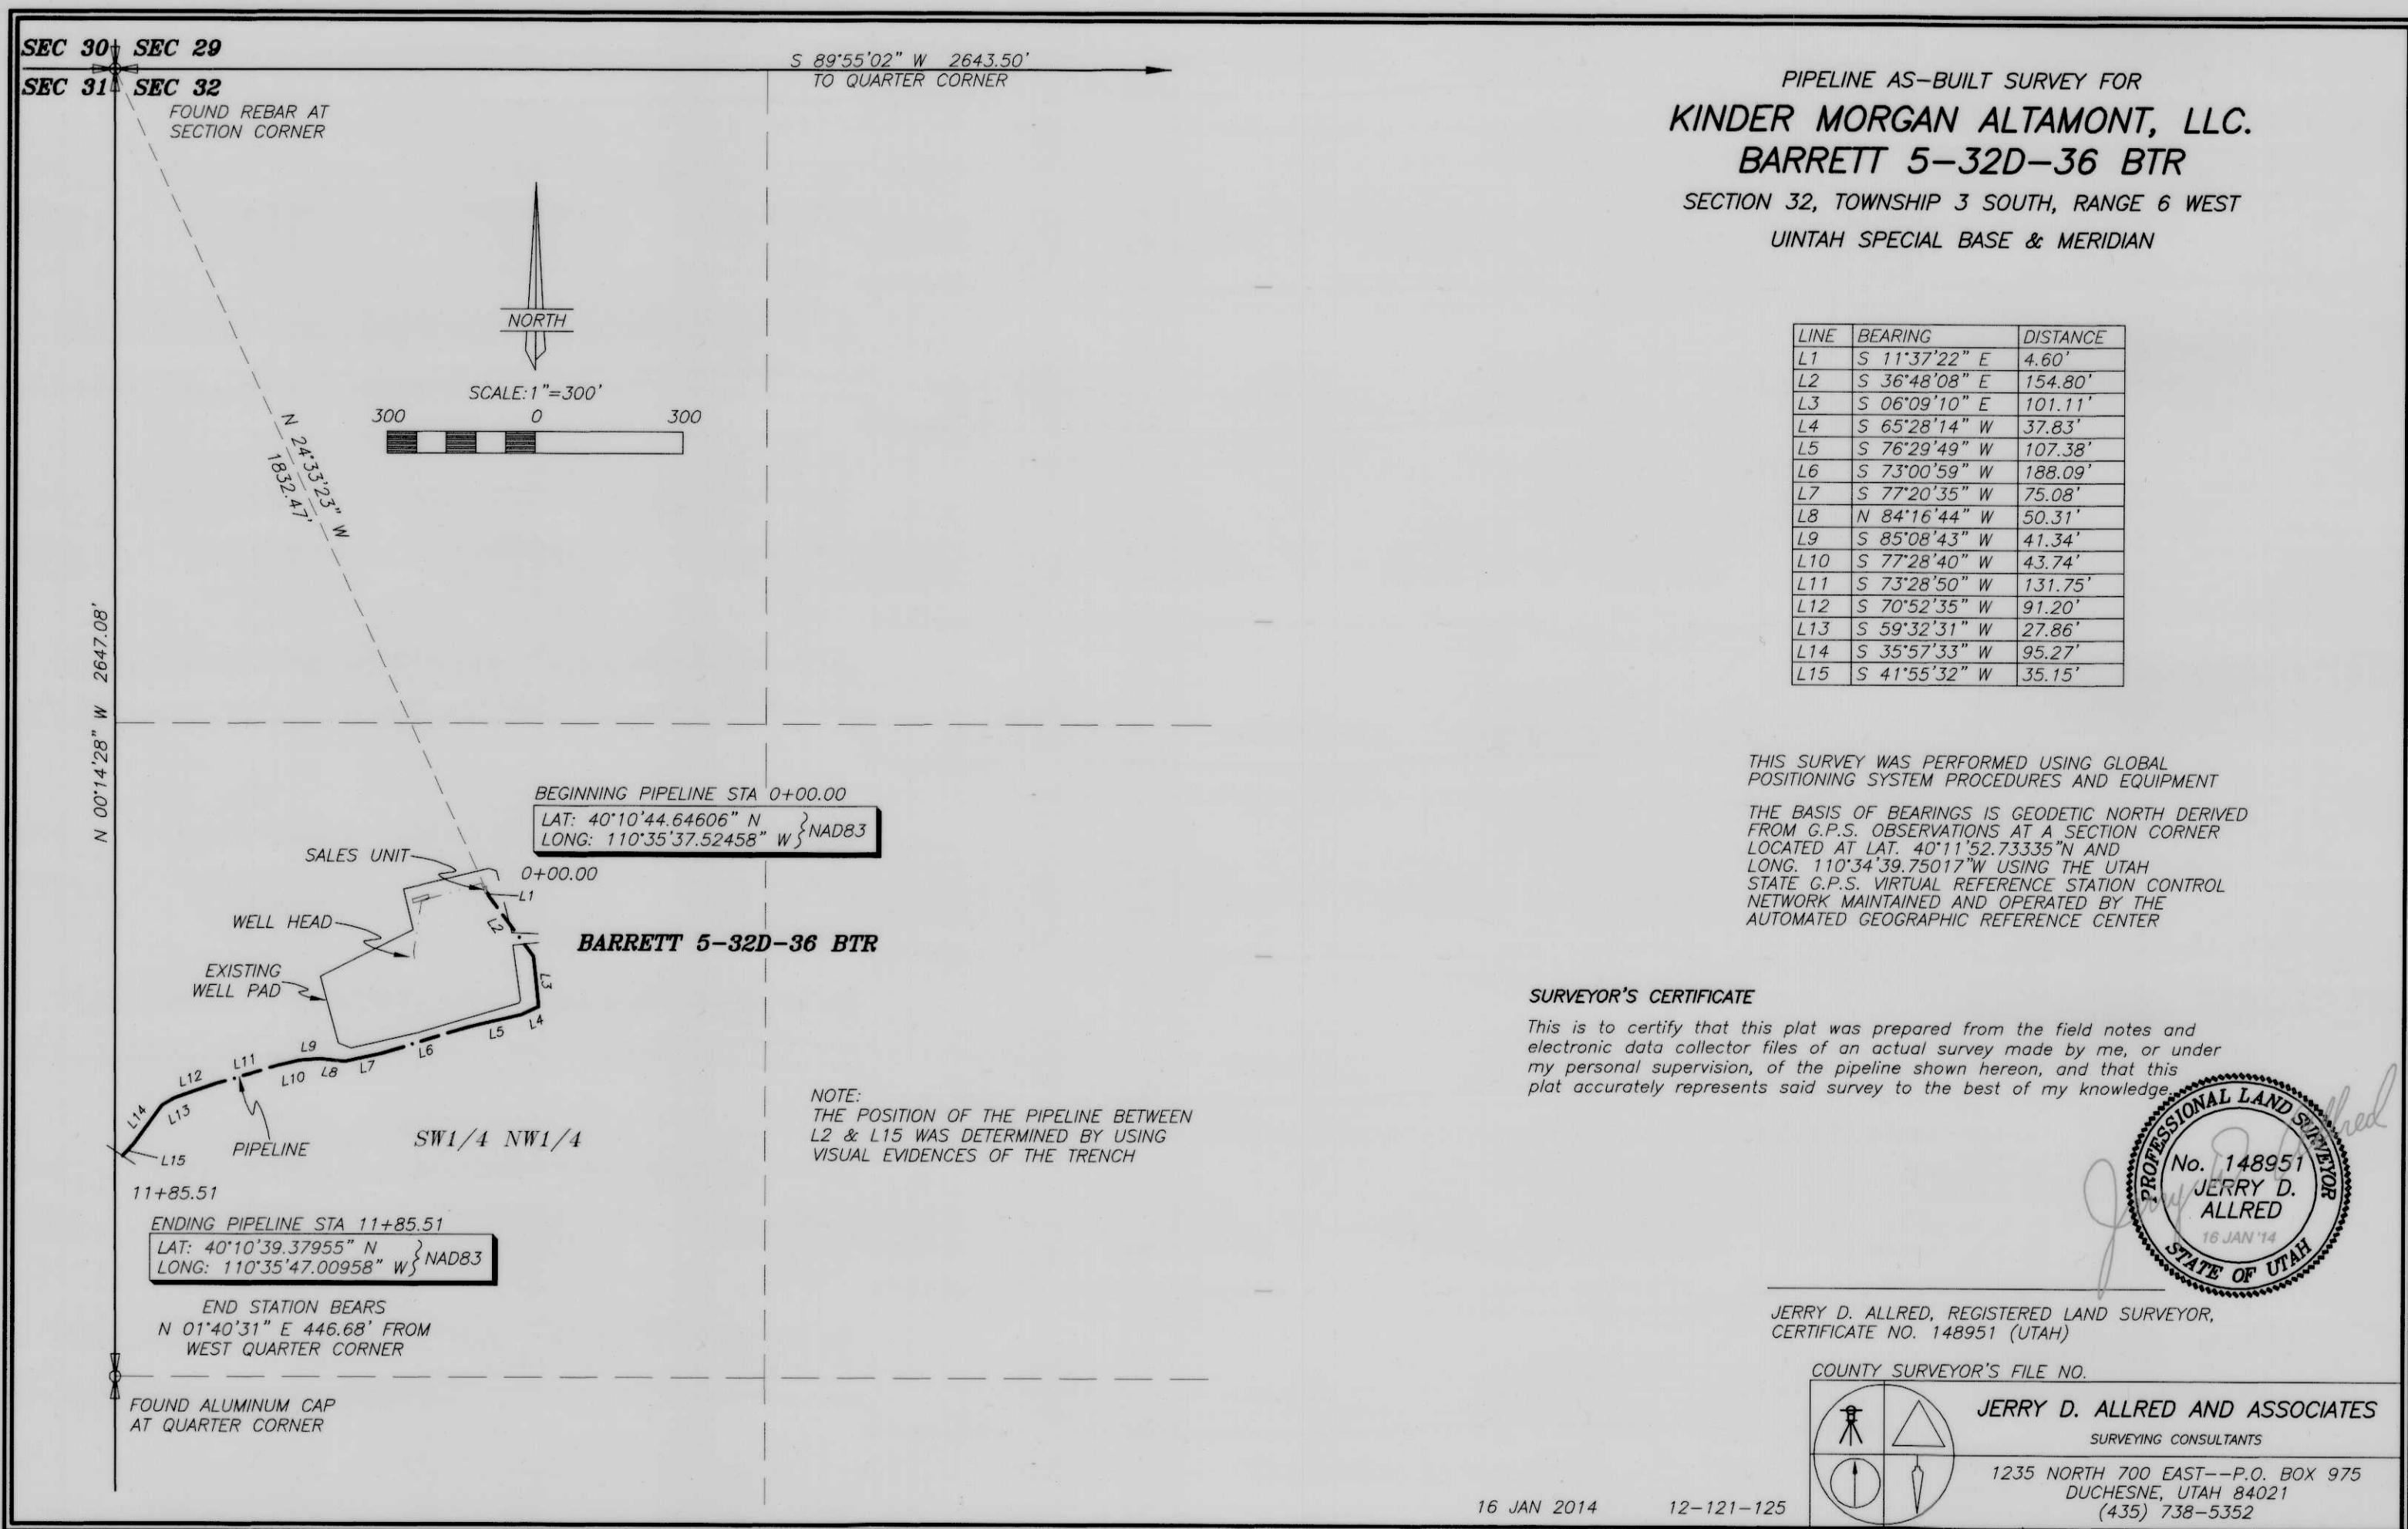 SEC 30 SEC 29
SEC 31 SEC 32
FOUND REBAR AT
SECTION CORNER
S 89°55'02" W 2643.50'
TO QUARTER CORNER
NORTH
SCALE:1"=300'
300 0 300
N 24°33'23" W
1832.47'
N 00°14'28" W 2647.08'
BEGINNING PIPELINE STA 0+00.00
LAT: 40°10'44.64606" N
LONG: 110°35'37.52458" W } NAD83
SALES UNIT
0+00.00
L1
WELL HEAD
L2
BARRETT 5-32D-36 BTR
EXISTING
WELL PAD
L3
L4
L5
L6
L7
L8
L9
L10
L11
L12
L13
L14
L15
PIPELINE
SW1/4 NW1/4
11+85.51
ENDING PIPELINE STA 11+85.51
LAT: 40°10'39.37955" N
LONG: 110°35'47.00958" W } NAD83
END STATION BEARS
N 01°40'31" E 446.68' FROM
WEST QUARTER CORNER
FOUND ALUMINUM CAP
AT QUARTER CORNER
NOTE:
THE POSITION OF THE PIPELINE BETWEEN
L2 & L15 WAS DETERMINED BY USING
VISUAL EVIDENCES OF THE TRENCH
PIPELINE AS-BUILT SURVEY FOR
KINDER MORGAN ALTAMONT, LLC.
BARRETT 5-32D-36 BTR
SECTION 32, TOWNSHIP 3 SOUTH, RANGE 6 WEST
UINTAH SPECIAL BASE & MERIDIAN
LINE BEARING DISTANCE
L1 S 11°37'22" E 4.60'
L2 S 36°48'08" E 154.80'
L3 S 06°09'10" E 101.11'
L4 S 65°28'14" W 37.83'
L5 S 76°29'49" W 107.38'
L6 S 73°00'59" W 188.09'
L7 S 77°20'35" W 75.08'
L8 N 84°16'44" W 50.31'
L9 S 85°08'43" W 41.34'
L10 S 77°28'40" W 43.74'
L11 S 73°28'50" W 131.75'
L12 S 70°52'35" W 91.20'
L13 S 59°32'31" W 27.86'
L14 S 35°57'33" W 95.27'
L15 S 41°55'32" W 35.15'
THIS SURVEY WAS PERFORMED USING GLOBAL
POSITIONING SYSTEM PROCEDURES AND EQUIPMENT
THE BASIS OF BEARINGS IS GEODETIC NORTH DERIVED
FROM G.P.S. OBSERVATIONS AT A SECTION CORNER
LOCATED AT LAT. 40°11'52.73335"N AND
LONG. 110°34'39.75017"W USING THE UTAH
STATE G.P.S. VIRTUAL REFERENCE STATION CONTROL
NETWORK MAINTAINED AND OPERATED BY THE
AUTOMATED GEOGRAPHIC REFERENCE CENTER
SURVEYOR'S CERTIFICATE
This is to certify that this plat was prepared from the field notes and
electronic data collector files of an actual survey made by me, or under
my personal supervision, of the pipeline shown hereon, and that this
plat accurately represents said survey to the best of my knowledge.
PROFESSIONAL LAND SURVEYOR
No. 148951
JERRY D.
ALLRED
16 JAN '14
STATE OF UTAH
Jerry D. Allred
JERRY D. ALLRED, REGISTERED LAND SURVEYOR,
CERTIFICATE NO. 148951 (UTAH)
COUNTY SURVEYOR'S FILE NO.
JERRY D. ALLRED AND ASSOCIATES
SURVEYING CONSULTANTS
1235 NORTH 700 EAST--P.O. BOX 975
DUCHESNE, UTAH 84021
(435) 738-5352
16 JAN 2014 12-121-125